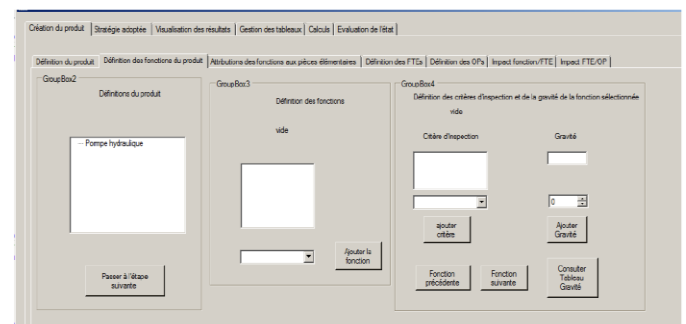 Création du produit Stratégie adoptée Visualisation des résultats Gestion des tableaux Calculs Evaluation de l'état
Définition du produit Définition des fonctions du produit Attributions des fonctions aux pièces élémentaires Définition des FTEs Définition des OPs Impact fonction/FTE Impact FTE/OP
GroupBox2
Définitions du produit
Pompe hydraulique
Passer à l'étape
suivante
GroupBox3
Définition des fonctions
vide
Ajouter la
fonction
GroupBox4
Définition des critères d'inspection et de la gravité de la fonction sélectionnée
vide
Critère d'inspection Gravité
0
ajouter
critère
Ajouter
Gravité
Fonction
précédente
Fonction
suivante
Consulter
Tableau
Gravité